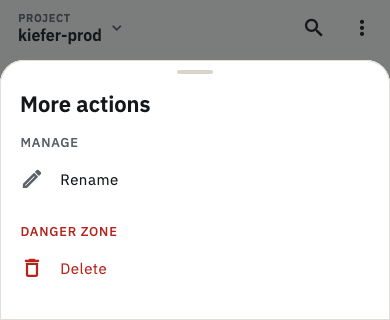 PROJECT
kiefer-prod
More actions
MANAGE
Rename
DANGER ZONE
Delete